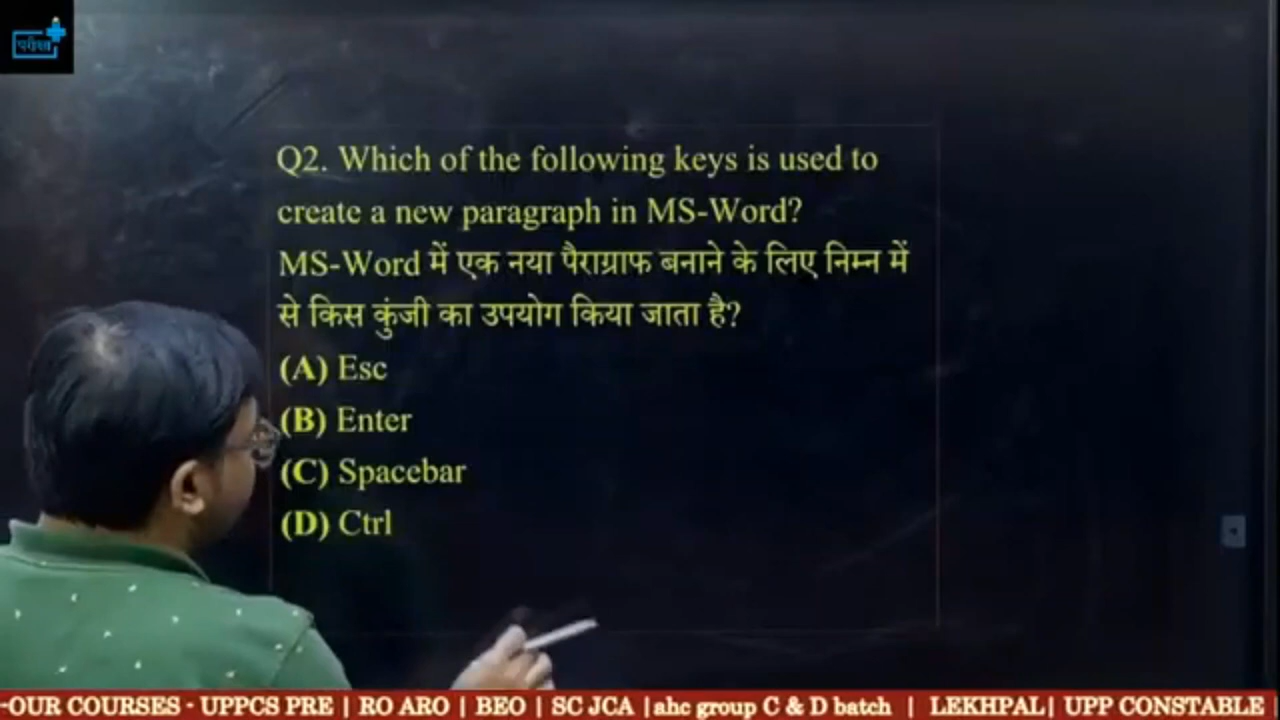 परीक्षा
Q2. Which of the following keys is used to
create a new paragraph in MS-Word?
MS-Word में एक नया पैराग्राफ बनाने के लिए निम्न में
से किस कुंजी का उपयोग किया जाता है?
(A) Esc
(B) Enter
(C) Spacebar
(D) Ctrl
-OUR COURSES - UPPCS PRE | RO ARO | BEO | SC JCA |ahc group C & D batch | LEKHPAL| UPP CONSTABLE